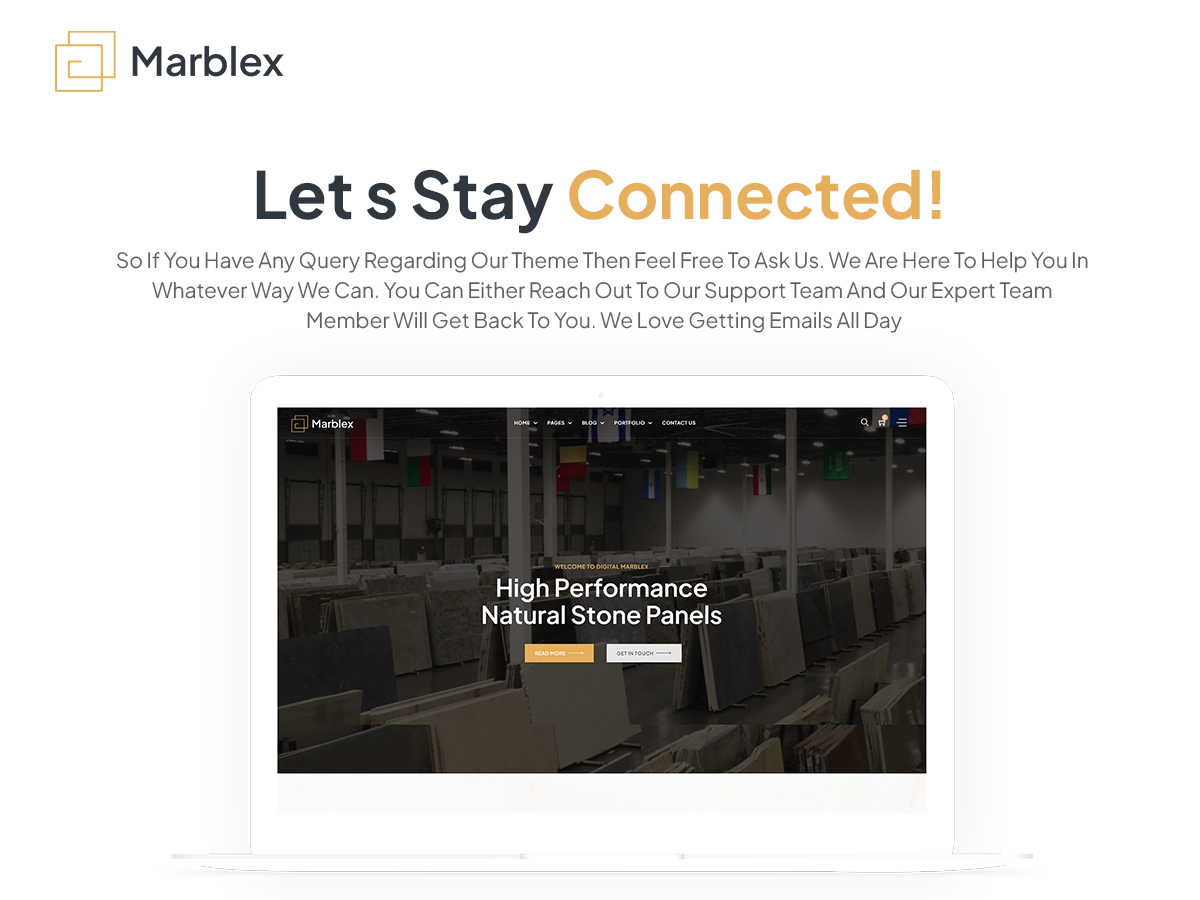 Marblex
Let s Stay Connected!
So If You Have Any Query Regarding Our Theme Then Feel Free To Ask Us. We Are Here To Help You In
Whatever Way We Can. You Can Either Reach Out To Our Support Team And Our Expert Team
Member Will Get Back To You. We Love Getting Emails All Day
Marblex HOME PAGES BLOG PORTFOLIO CONTACT US
WELCOME TO DIGITAL MARBLEX
High Performance
Natural Stone Panels
READ MORE GET IN TOUCH